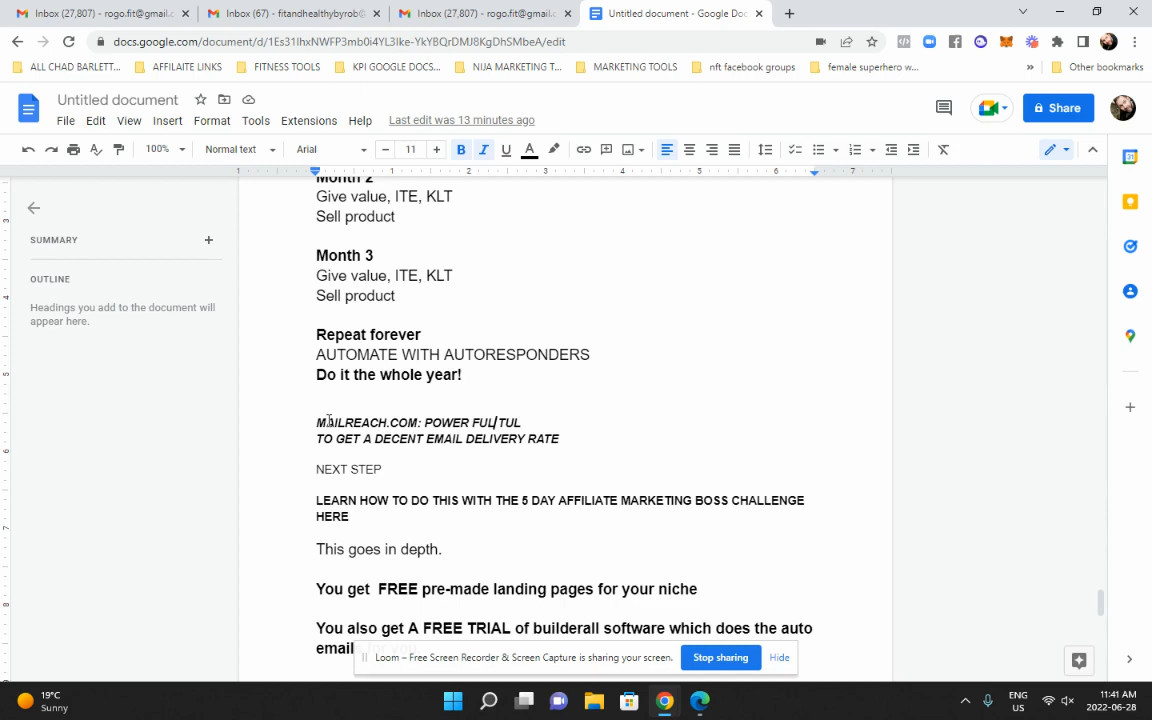 Inbox (27,807) - rogo.fit@gmail.c
Inbox (67) - fitandhealthybyrob@
Inbox (27,807) - rogo.fit@gmail.c
Untitled document - Google Doc
docs.google.com/document/d/1Es31lhxNWFP3mb0i4YL3lke-YkYBQrDMJ8KgDhSMbeA/edit
ALL CHAD BARLETT...
AFFILAITE LINKS
FITNESS TOOLS
KPI GOOGLE DOCS...
NIJA MARKETING T...
MARKETING TOOLS
nft facebook groups
female superhero w...
Other bookmarks
Untitled document
File Edit View Insert Format Tools Extensions Help Last edit was 13 minutes ago
Share
100% Normal text Arial 11
SUMMARY
OUTLINE
Headings you add to the document will
appear here.
Month 2
Give value, ITE, KLT
Sell product
Month 3
Give value, ITE, KLT
Sell product
Repeat forever
AUTOMATE WITH AUTORESPONDERS
Do it the whole year!
MAILREACH.COM: POWER FUL TUL
TO GET A DECENT EMAIL DELIVERY RATE
NEXT STEP
LEARN HOW TO DO THIS WITH THE 5 DAY AFFILIATE MARKETING BOSS CHALLENGE
HERE
This goes in depth.
You get  FREE pre-made landing pages for your niche
You also get A FREE TRIAL of builderall software which does the auto
email
Loom – Free Screen Recorder & Screen Capture is sharing your screen.
Stop sharing
Hide
19°C
Sunny
ENG
US
11:41 AM
2022-06-28